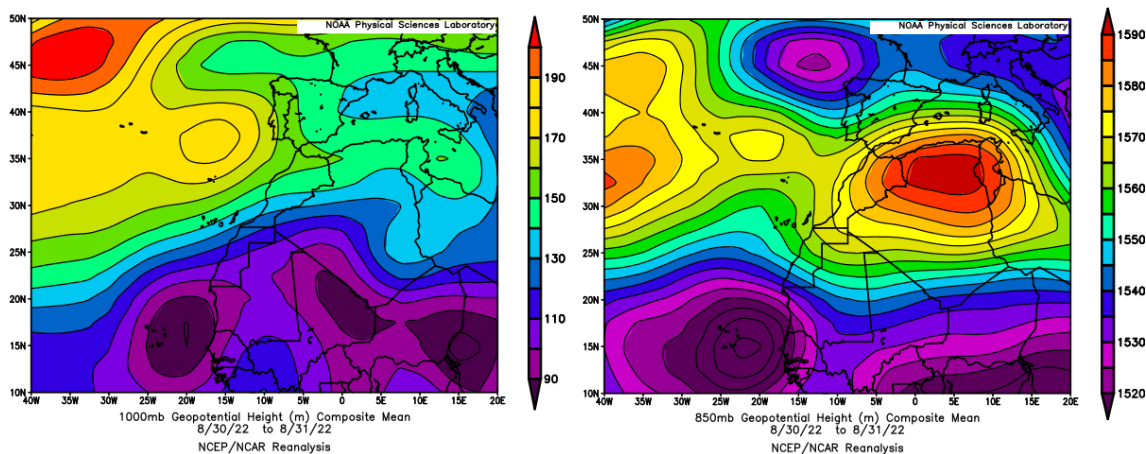 NOAA Physical Sciences Laboratory
50N
45N
40N
35N
30N
25N
20N
15N
10N
40W 35W 30W 25W 20W 15W 10W 5W 0 5E 10E 15E 20E
190
170
150
130
110
90
1000mb Geopotential Height (m) Composite Mean
8/30/22 to 8/31/22
NCEP/NCAR Reanalysis
NOAA Physical Sciences Laboratory
50N
45N
40N
35N
30N
25N
20N
15N
10N
40W 35W 30W 25W 20W 15W 10W 5W 0 5E 10E 15E 20E
1590
1580
1570
1560
1550
1540
1530
1520
850mb Geopotential Height (m) Composite Mean
8/30/22 to 8/31/22
NCEP/NCAR Reanalysis